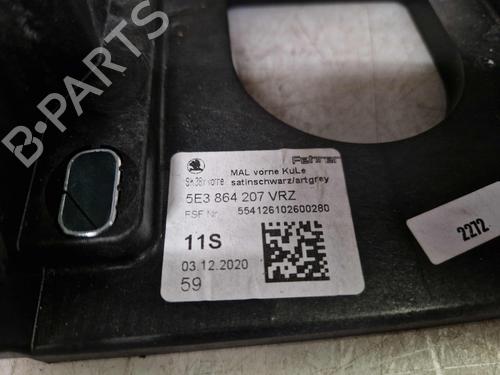 B-PARTS
MAL vorne KuLe
satinschwarz/artgrey
Fehrer
5E3 864 207 VRZ
FSF Nr. 554126102600280
11S
03.12.2020
59
2272